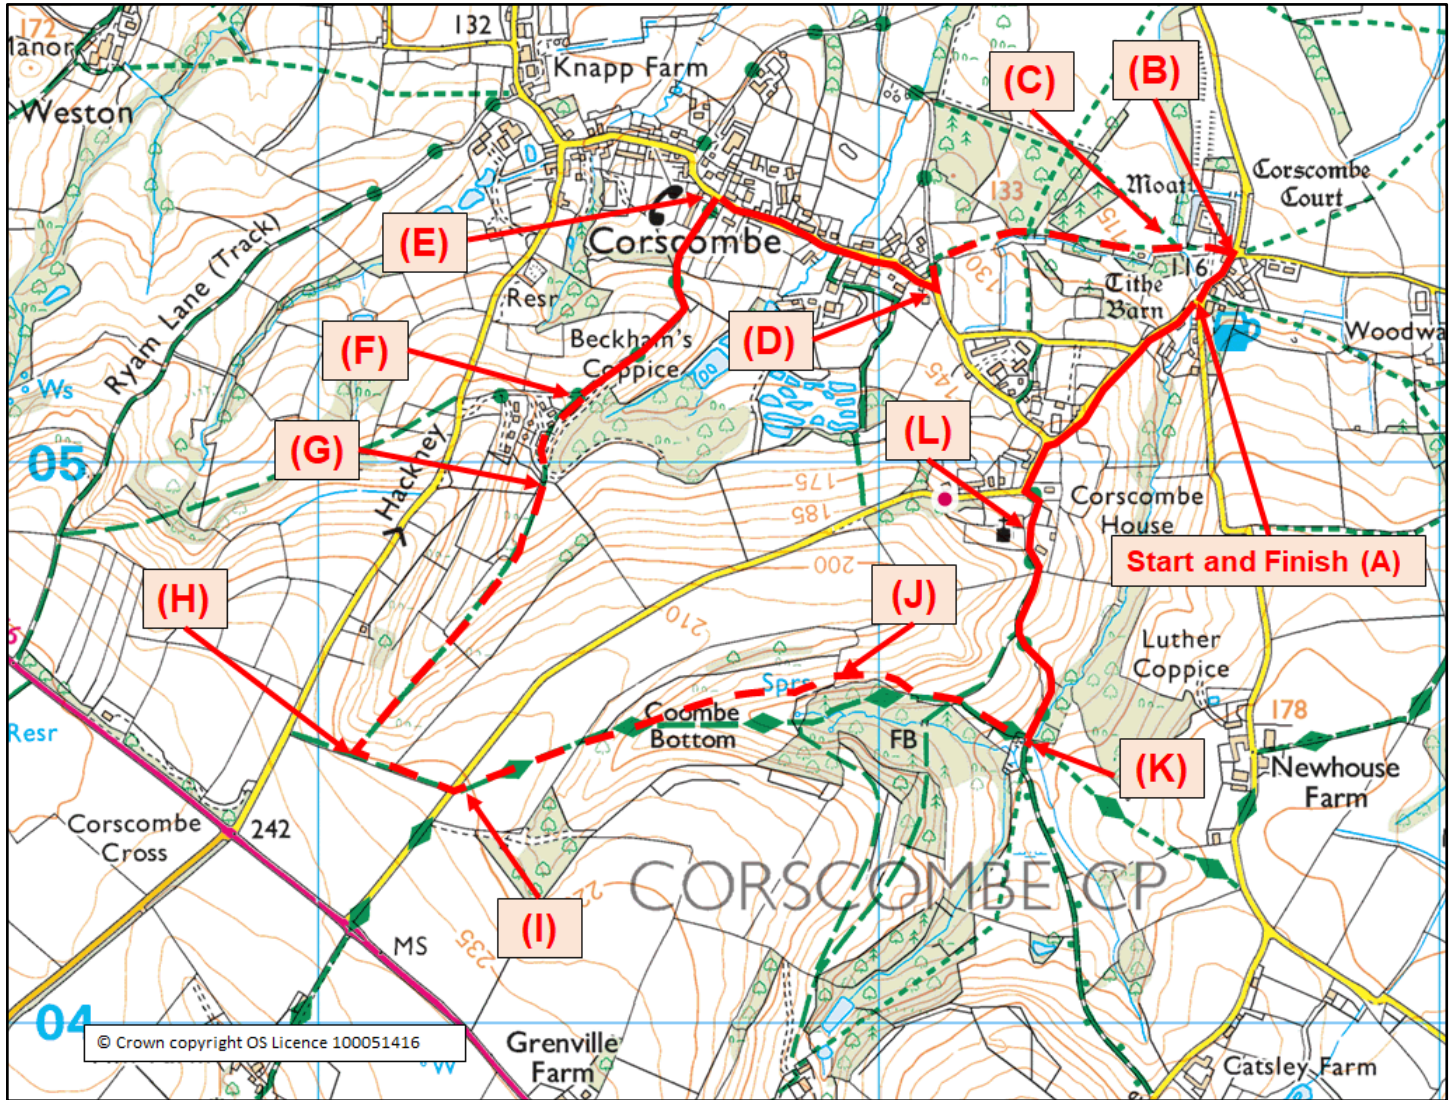 172
132
Manor
Knapp Farm
(C)
(B)
Weston
133
Moat
Corscombe
Court
115
(E)
Corscombe
130
116
Tithe
Barn
Ryam Lane (Track)
Resr
(F)
Beckham's
Coppice
(D)
Woodwa
Ws
145
(L)
(G)
05
Hackney
175
185
Corscombe
House
Start and Finish (A)
200
(H)
(J)
210
Luther
Coppice
Sprs
178
Resr
Coombe
Bottom
FB
(K)
Newhouse
Farm
Corscombe
Cross
242
CORSCOMBE CP
(I)
MS
235
04
© Crown copyright OS Licence 100051416
Grenville
Farm
W
Catsley Farm